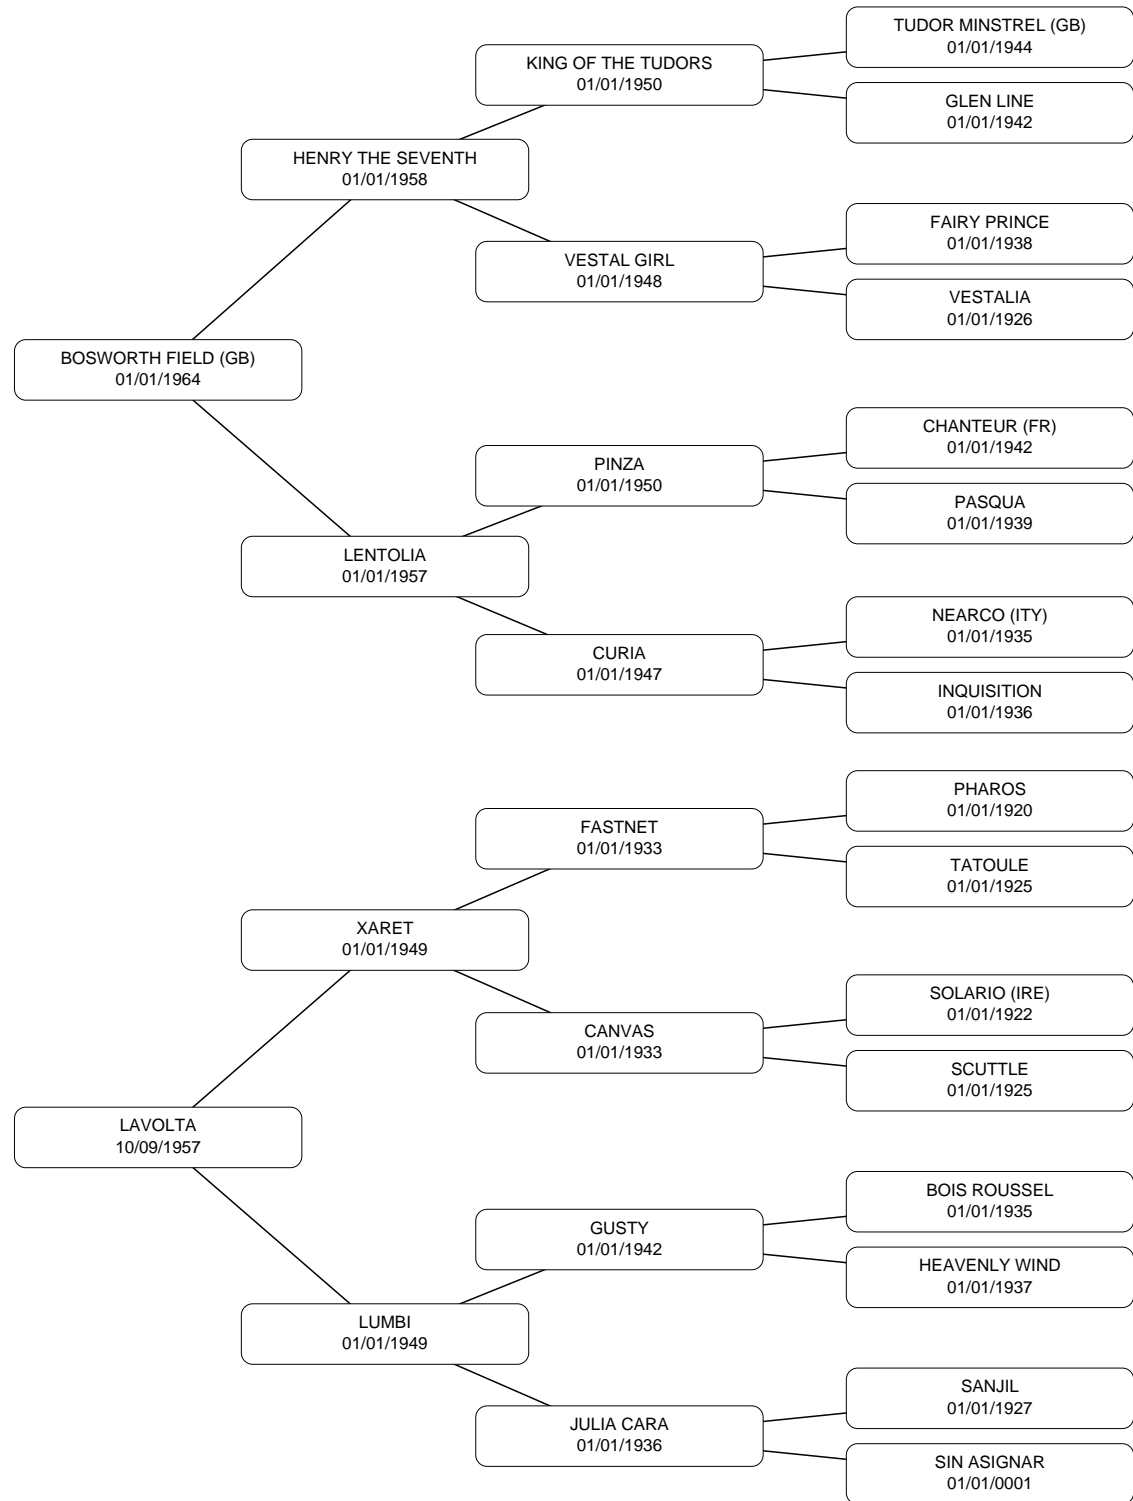 TUDOR MINSTREL (GB)
01/01/1944
KING OF THE TUDORS
01/01/1950
GLEN LINE
01/01/1942
HENRY THE SEVENTH
01/01/1958
FAIRY PRINCE
01/01/1938
VESTAL GIRL
01/01/1948
VESTALIA
01/01/1926
BOSWORTH FIELD (GB)
01/01/1964
CHANTEUR (FR)
01/01/1942
PINZA
01/01/1950
PASQUA
01/01/1939
LENTOLIA
01/01/1957
NEARCO (ITY)
01/01/1935
CURIA
01/01/1947
INQUISITION
01/01/1936
PHAROS
01/01/1920
FASTNET
01/01/1933
TATOULE
01/01/1925
XARET
01/01/1949
SOLARIO (IRE)
01/01/1922
CANVAS
01/01/1933
SCUTTLE
01/01/1925
LAVOLTA
10/09/1957
BOIS ROUSSEL
01/01/1935
GUSTY
01/01/1942
HEAVENLY WIND
01/01/1937
LUMBI
01/01/1949
SANJIL
01/01/1927
JULIA CARA
01/01/1936
SIN ASIGNAR
01/01/0001